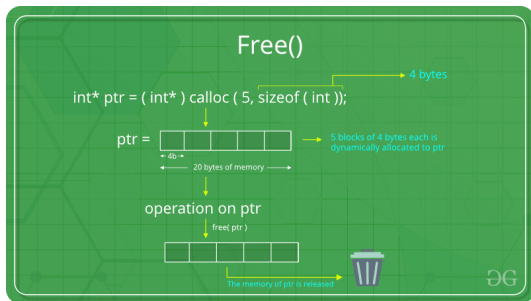 Free()
4 bytes
int* ptr = ( int* ) calloc ( 5, sizeof ( int ));
ptr =
5 blocks of 4 bytes each is
dynamically allocated to ptr
4b
20 bytes of memory
operation on ptr
free( ptr )
The memory of ptr is released